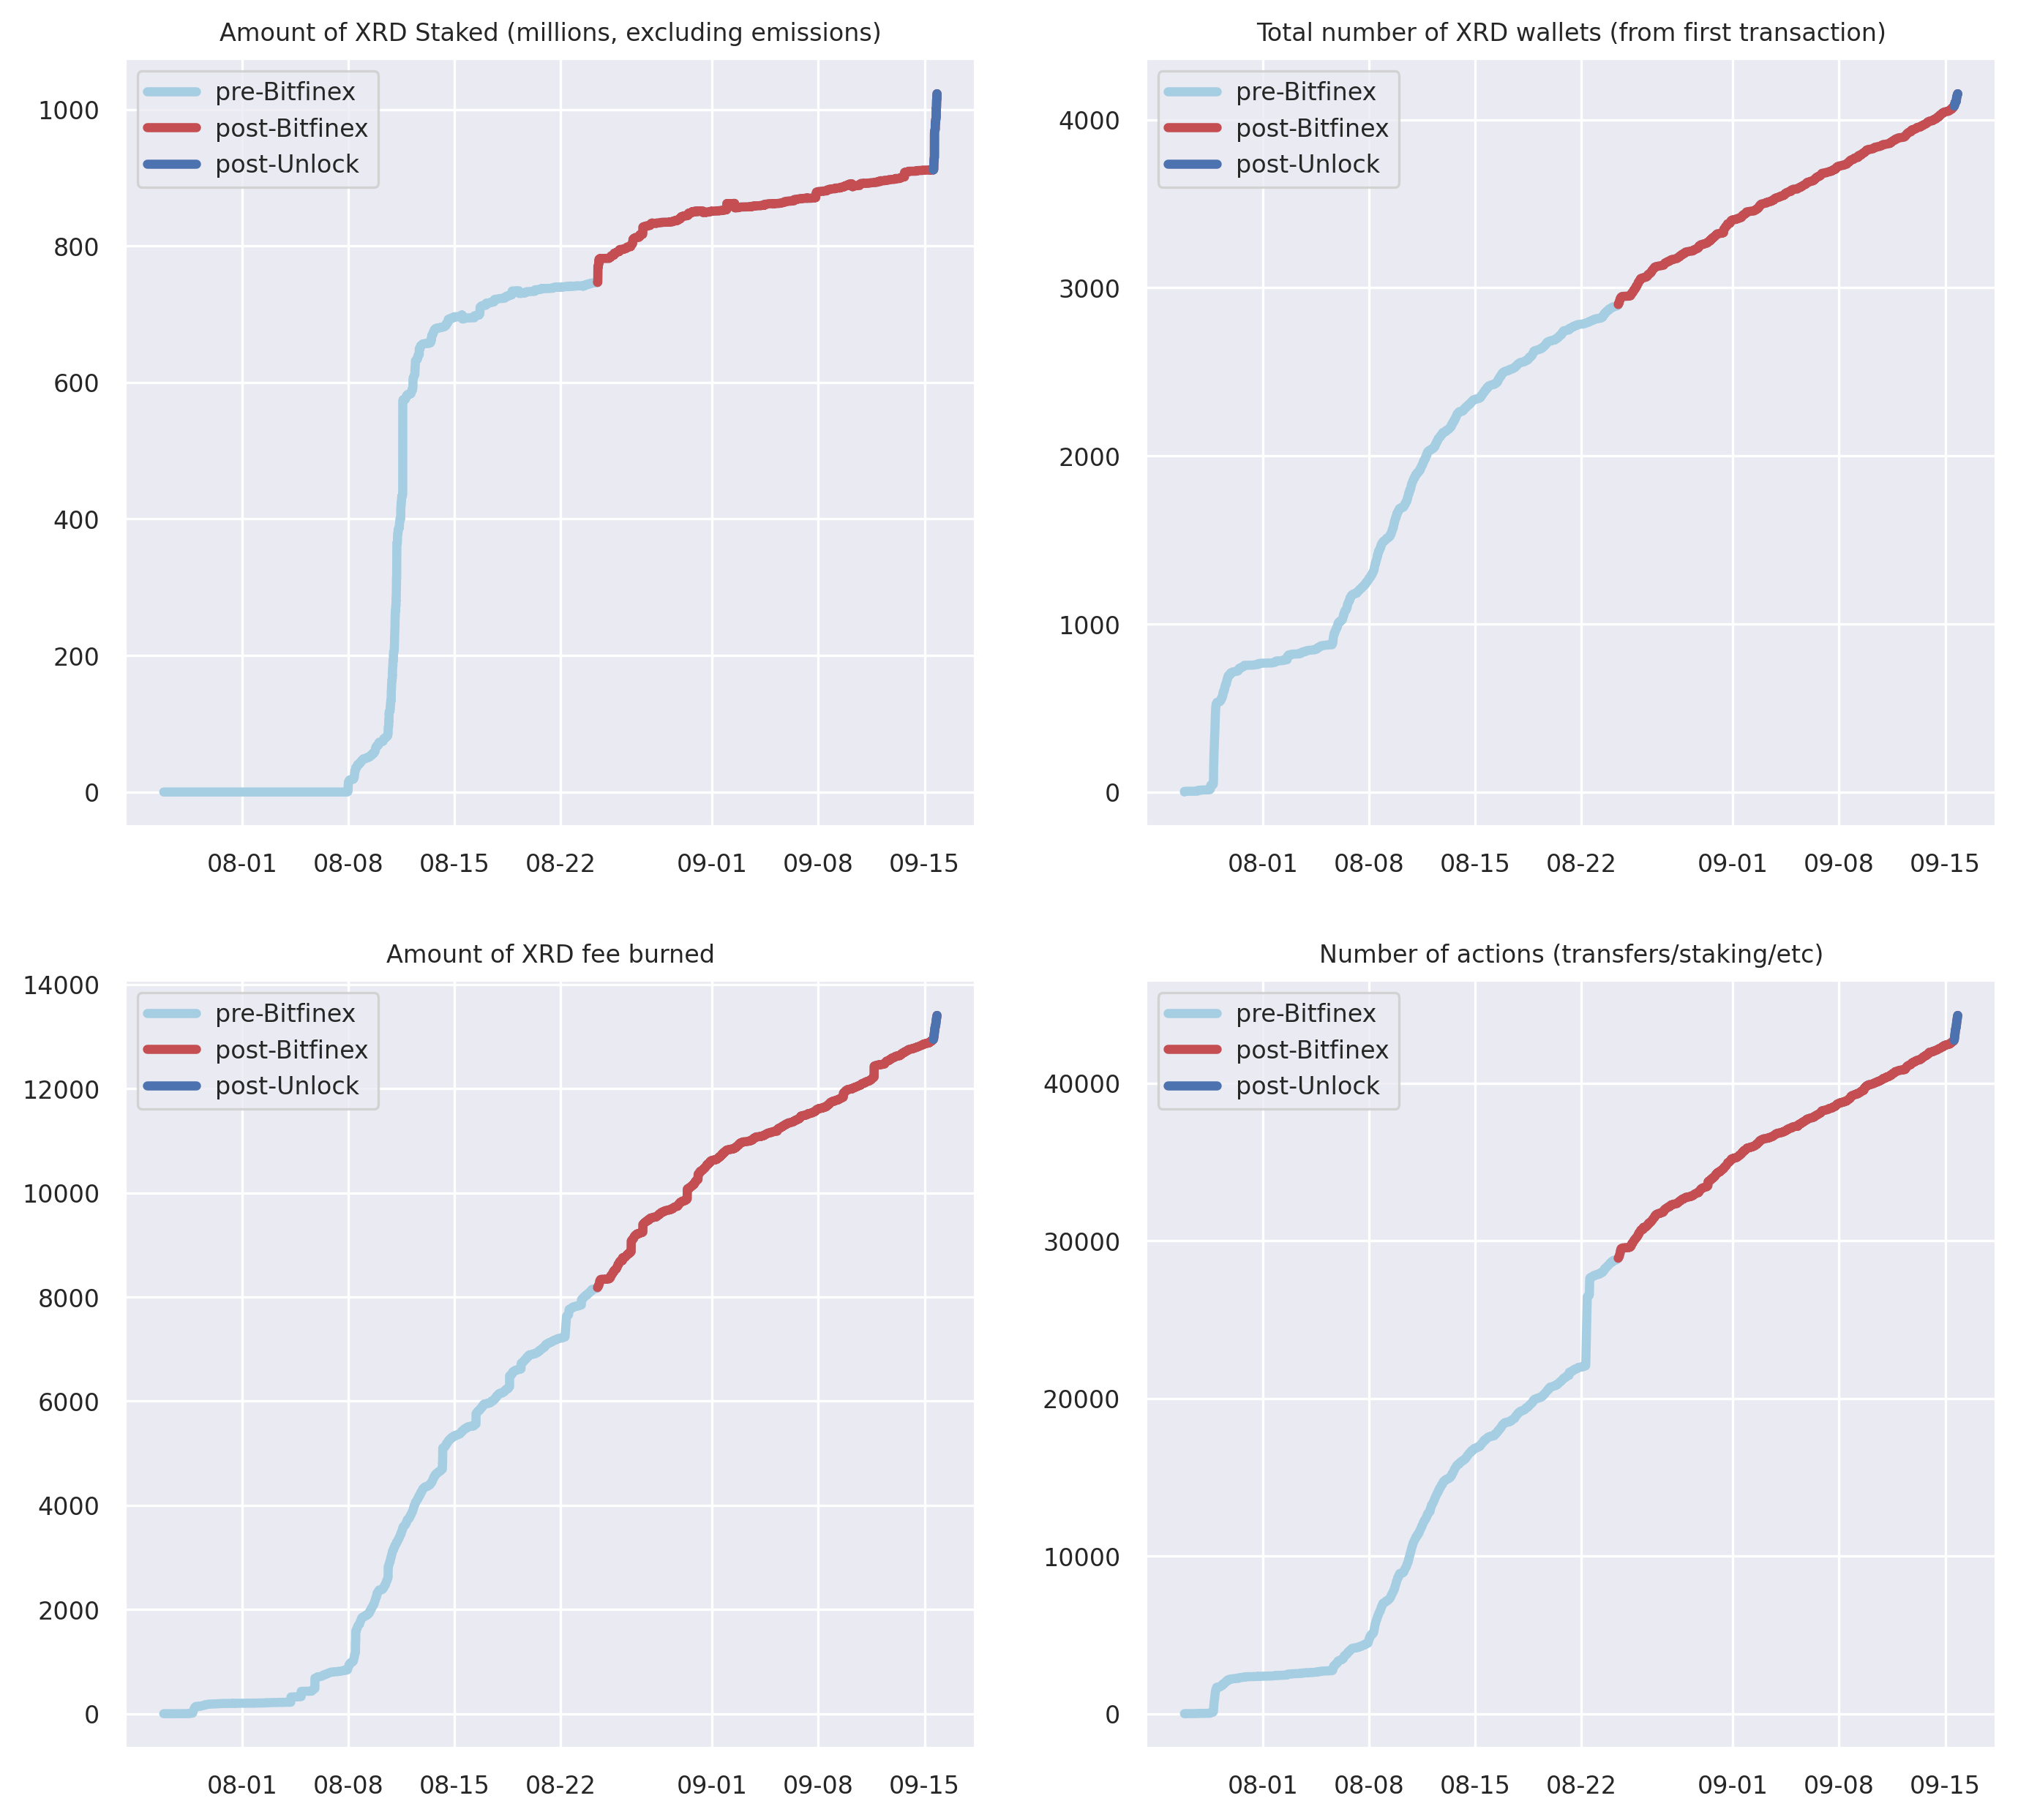 Amount of XRD Staked (millions, excluding emissions)
pre-Bitfinex
post-Bitfinex
post-Unlock
1000
800
600
400
200
0
08-01 08-08 08-15 08-22 09-01 09-08 09-15
Total number of XRD wallets (from first transaction)
pre-Bitfinex
post-Bitfinex
post-Unlock
4000
3000
2000
1000
0
08-01 08-08 08-15 08-22 09-01 09-08 09-15
Amount of XRD fee burned
pre-Bitfinex
post-Bitfinex
post-Unlock
14000
12000
10000
8000
6000
4000
2000
0
08-01 08-08 08-15 08-22 09-01 09-08 09-15
Number of actions (transfers/staking/etc)
pre-Bitfinex
post-Bitfinex
post-Unlock
40000
30000
20000
10000
0
08-01 08-08 08-15 08-22 09-01 09-08 09-15